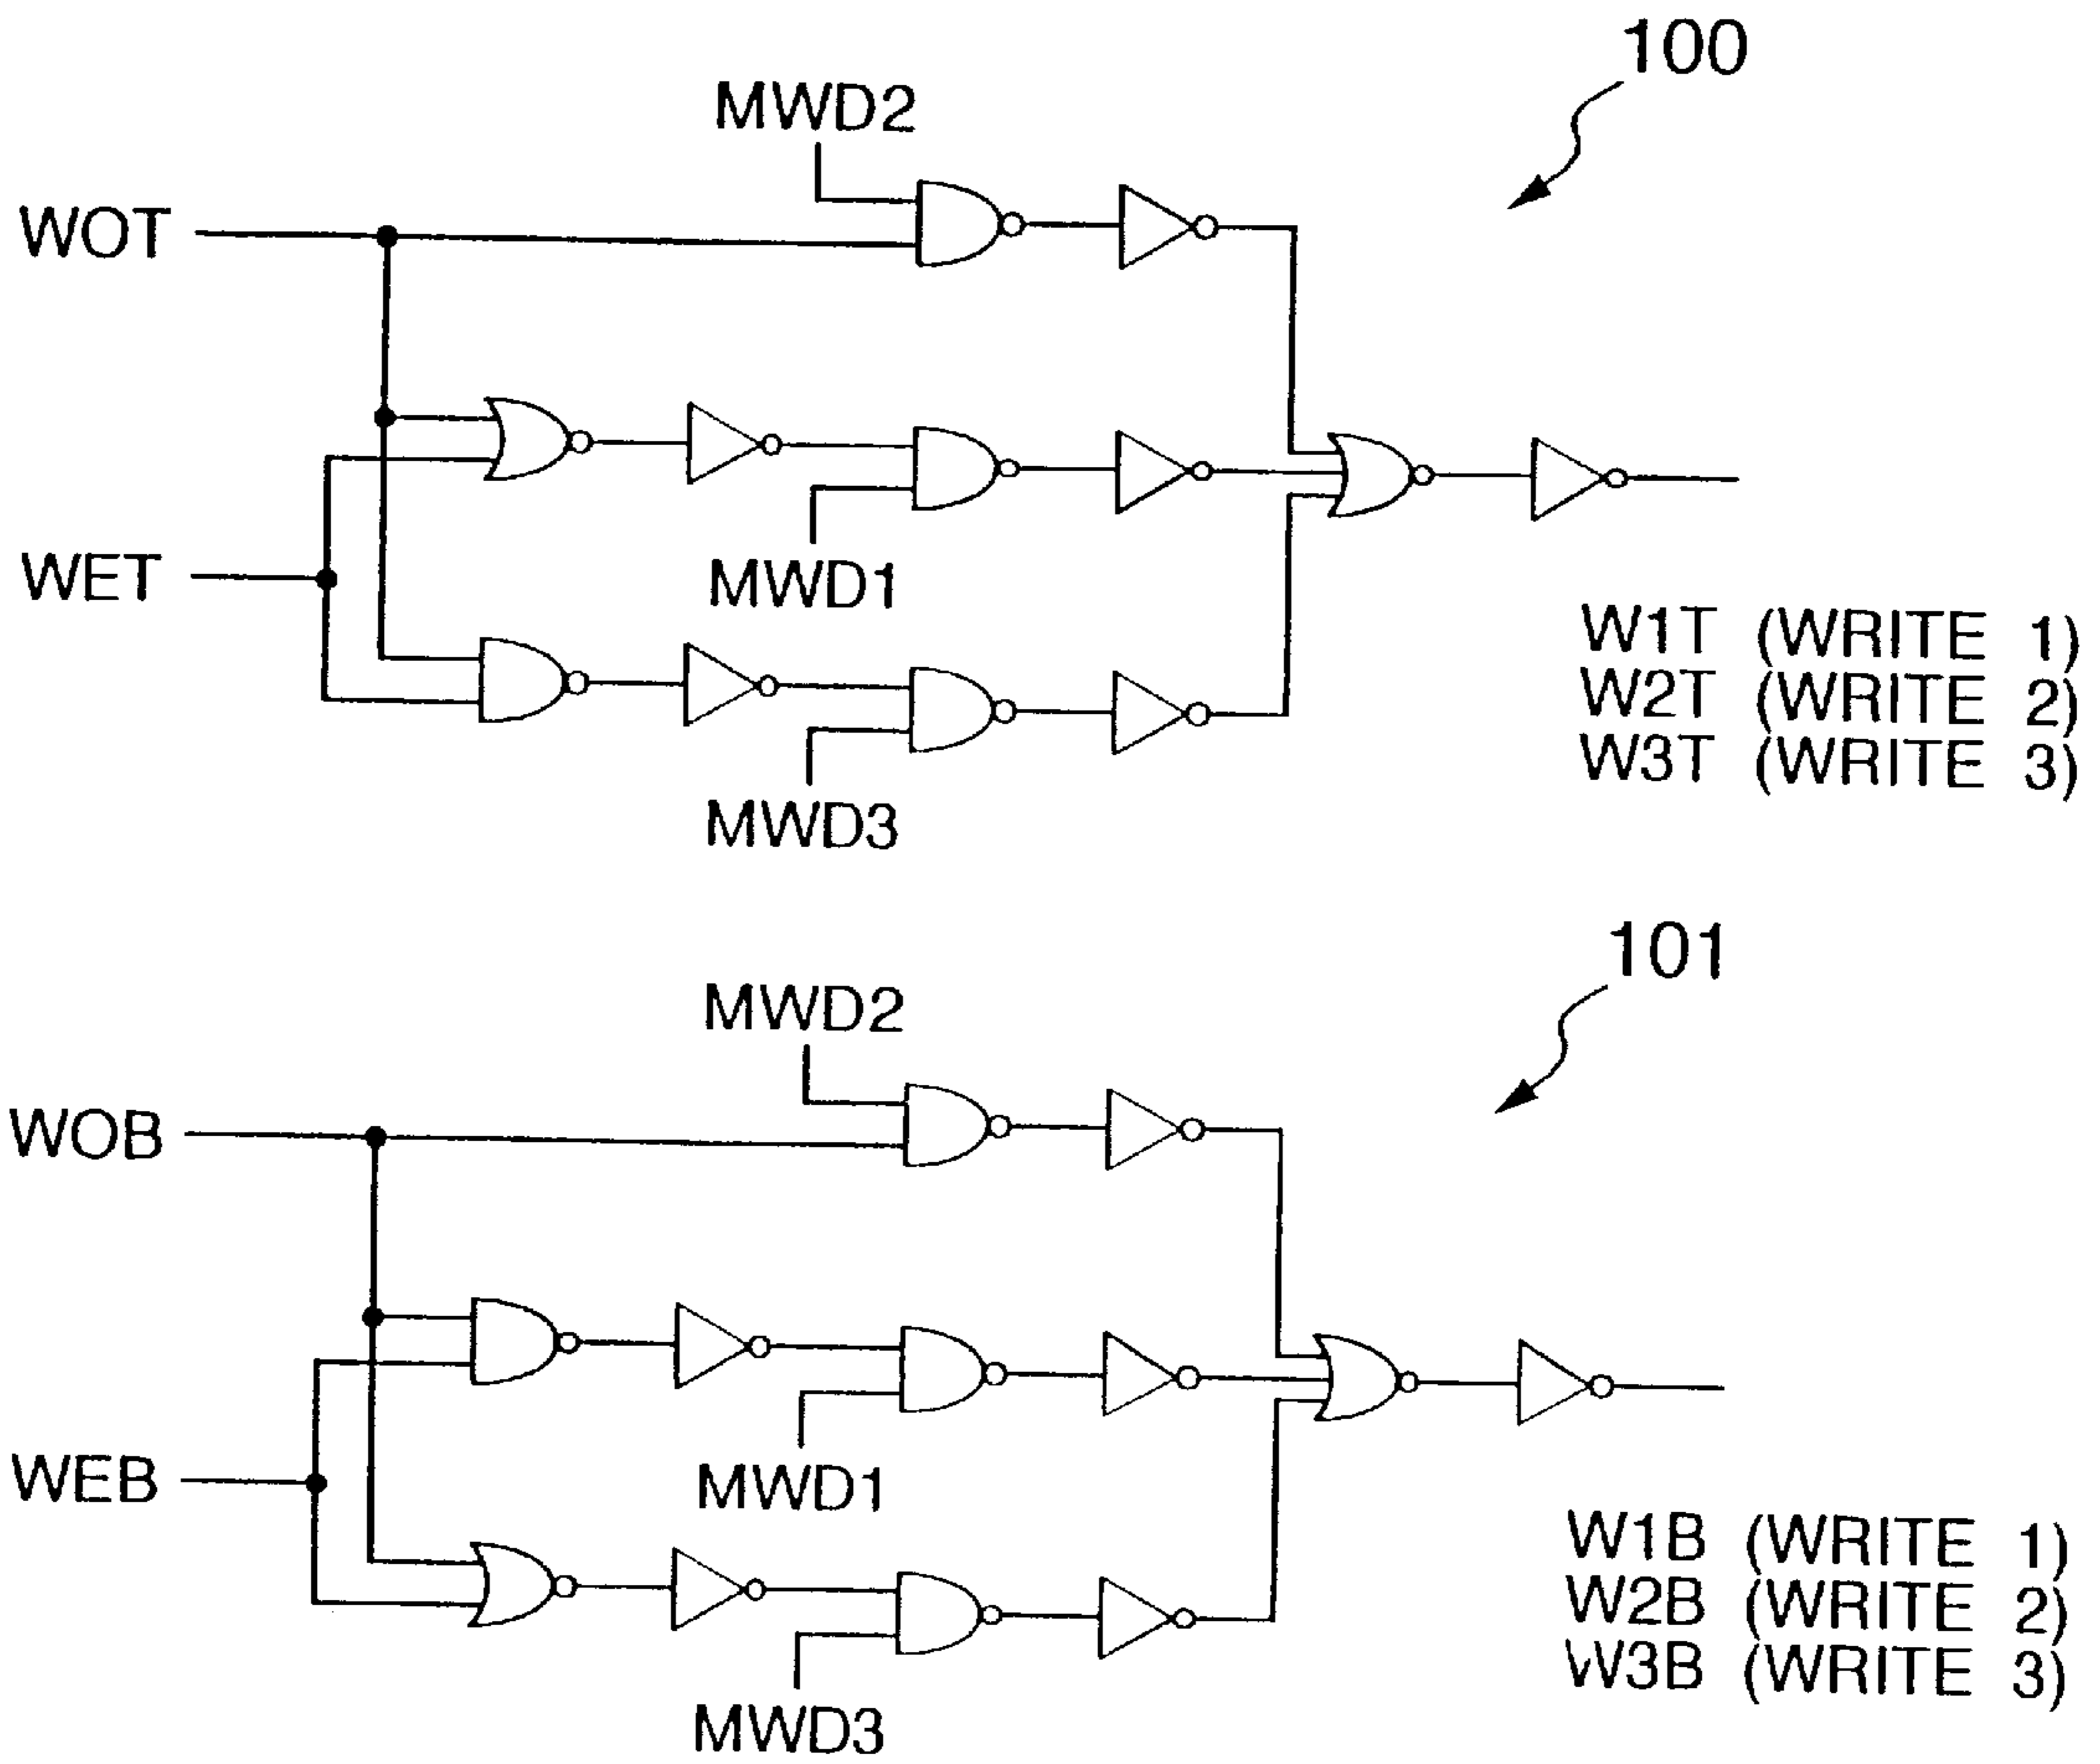 100
MWD2
WOT
MWD1
WET
W1T (WRITE 1)
W2T (WRITE 2)
W3T (WRITE 3)
MWD3
101
MWD2
WOB
MWD1
WEB
W1B (WRITE 1)
W2B (WRITE 2)
W3B (WRITE 3)
MWD3